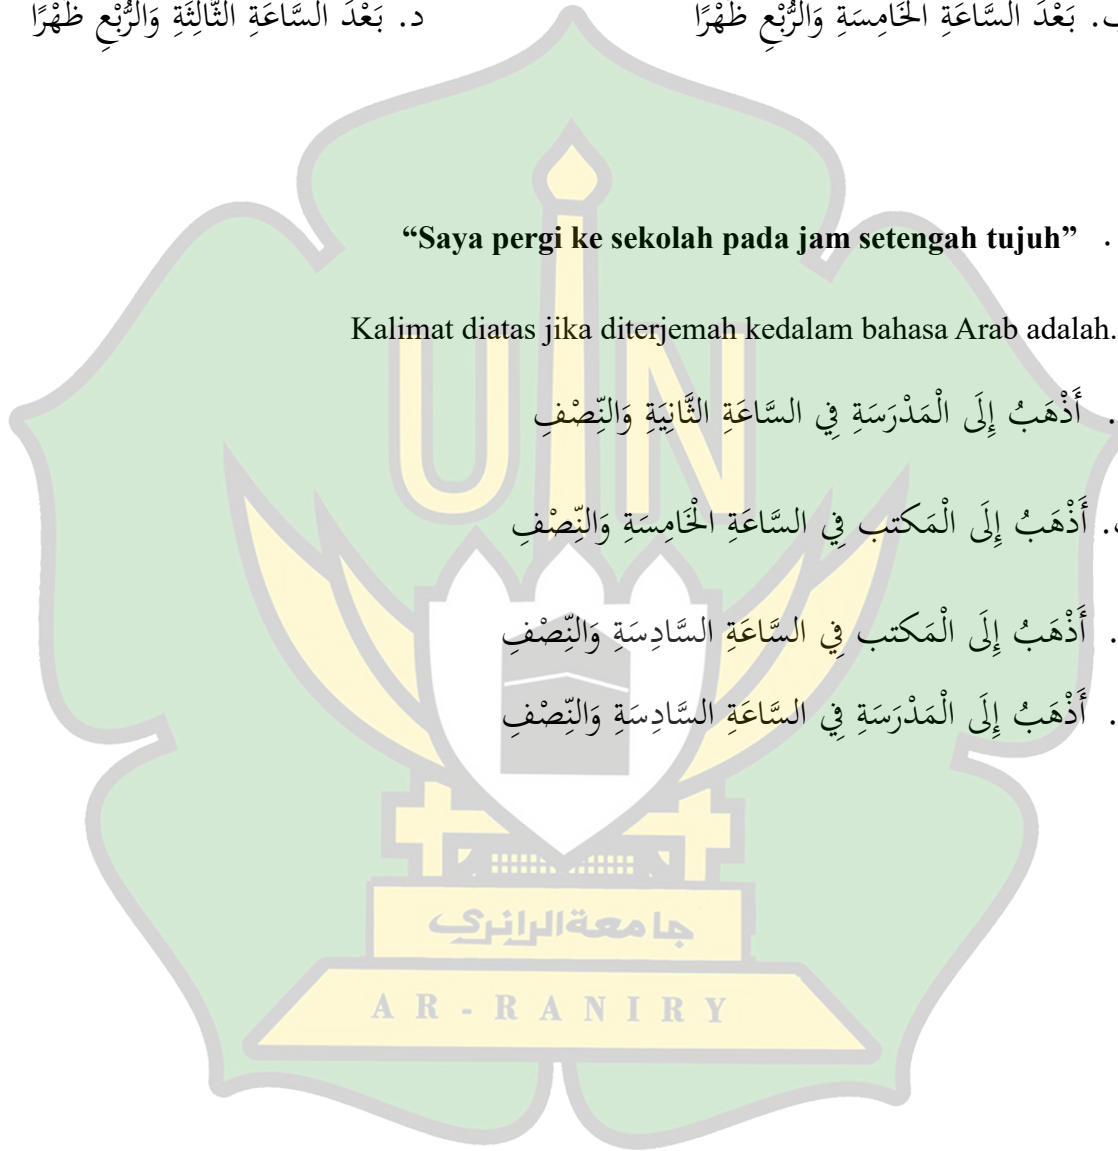 ب. بَعْدَ السَّاعَةِ الْخَامِسَةِ وَالرُّبْعِ ظُهْرًا د. بَعْدَ السَّاعَةِ الثَّالِثَةِ وَالرُّبْعِ ظُهْرًا
. “Saya pergi ke sekolah pada jam setengah tujuh”
Kalimat diatas jika diterjemah kedalam bahasa Arab adalah.
. أَذْهَبُ إِلَى الْمَدْرَسَةِ فِي السَّاعَةِ الثَّانِيَةِ وَالنِّصْفِ
ب. أَذْهَبُ إِلَى الْمَكتب فِي السَّاعَةِ الْخَامِسَةِ وَالنِّصْفِ
. أَذْهَبُ إِلَى الْمَكتب فِي السَّاعَةِ السَّادِسَةِ وَالنِّصْفِ
. أَذْهَبُ إِلَى الْمَدْرَسَةِ فِي السَّاعَةِ السَّادِسَةِ وَالنِّصْفِ
UIN
جامعة الرانري
AR-RANIRY